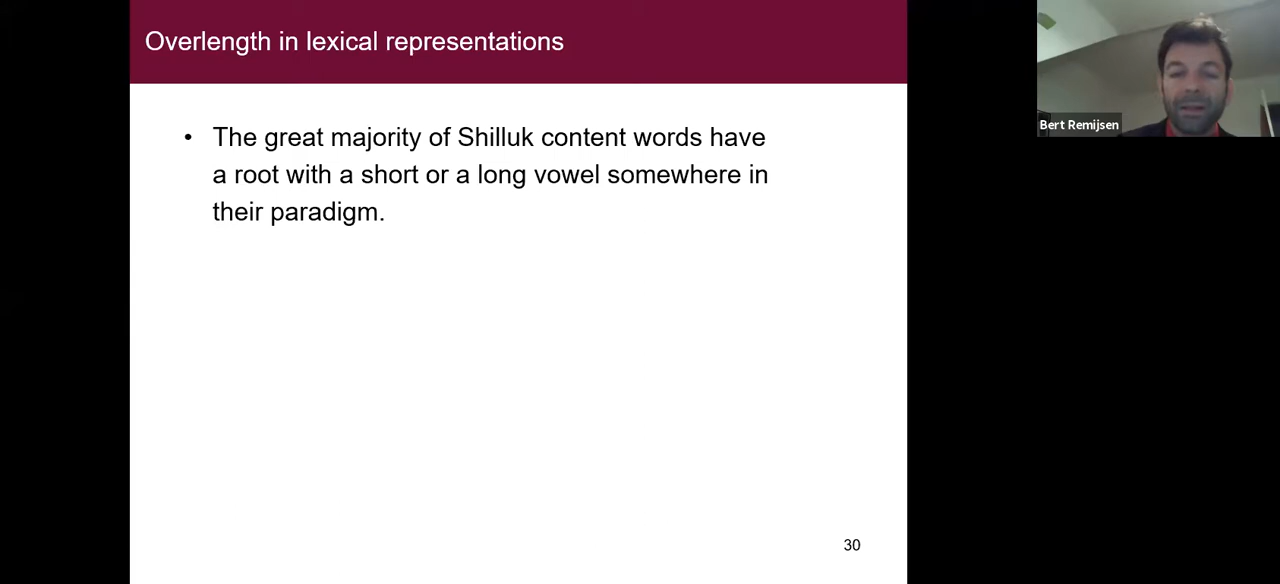 Overlength in lexical representations
• The great majority of Shilluk content words have
a root with a short or a long vowel somewhere in
their paradigm.
30
Bert Remijsen